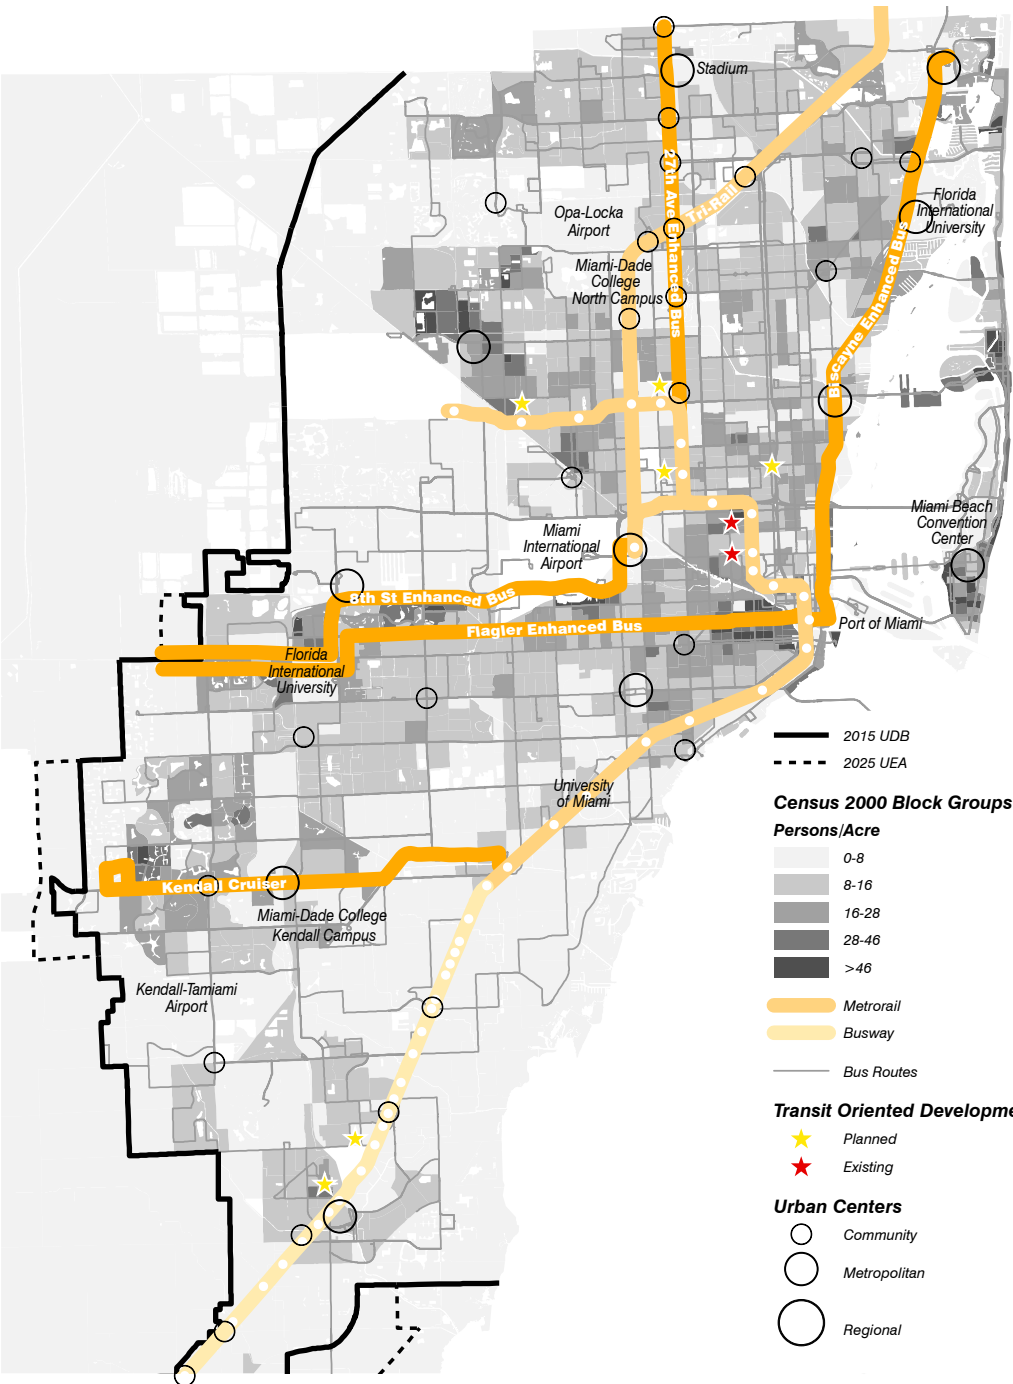 Stadium
27th Ave Enhanced Bus
Tri-Rail
Opa-Locka
Airport
Florida
International
University
Miami-Dade
College
North Campus
Biscayne Enhanced Bus
Miami Beach
Convention
Center
Miami
International
Airport
8th St Enhanced Bus
Flagler Enhanced Bus
Port of Miami
Florida
International
University
University
of Miami
Kendall Cruiser
Miami-Dade College
Kendall Campus
Kendall-Tamiami
Airport
2015 UDB
2025 UEA
Census 2000 Block Groups
Persons/Acre
0-8
8-16
16-28
28-46
>46
Metrorail
Busway
Bus Routes
Transit Oriented Developme
Planned
Existing
Urban Centers
Community
Metropolitan
Regional